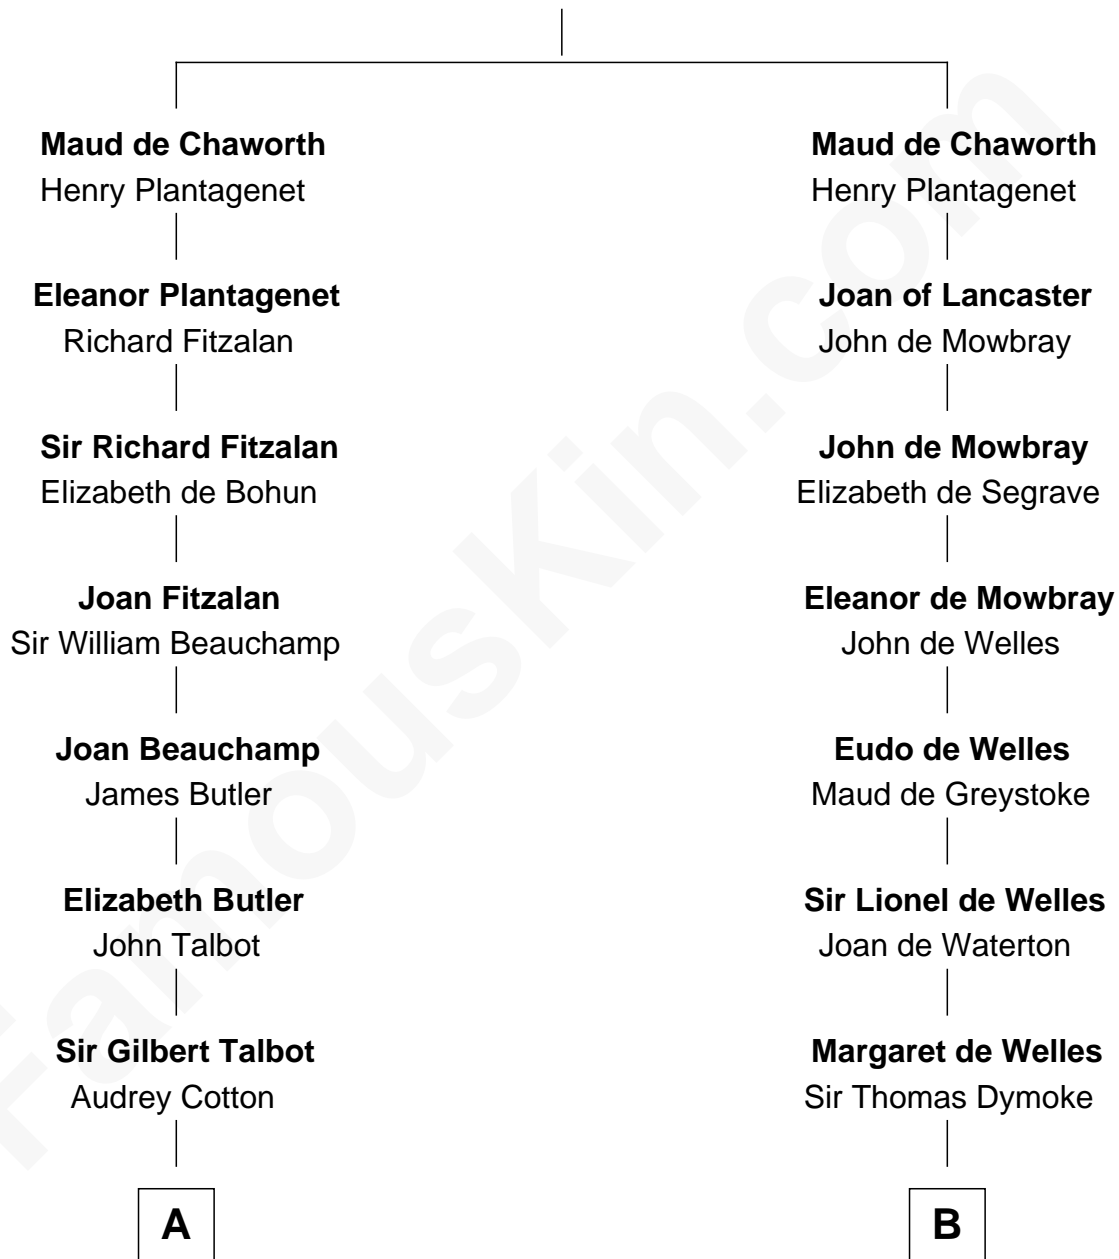 Maud de Chaworth
Henry Plantagenet
Eleanor Plantagenet
Richard Fitzalan
Sir Richard Fitzalan
Elizabeth de Bohun
Joan Fitzalan
Sir William Beauchamp
Joan Beauchamp
James Butler
Elizabeth Butler
John Talbot
Sir Gilbert Talbot
Audrey Cotton
A
Maud de Chaworth
Henry Plantagenet
Joan of Lancaster
John de Mowbray
John de Mowbray
Elizabeth de Segrave
Eleanor de Mowbray
John de Welles
Eudo de Welles
Maud de Greystoke
Sir Lionel de Welles
Joan de Waterton
Margaret de Welles
Sir Thomas Dymoke
B
FamousKin.com